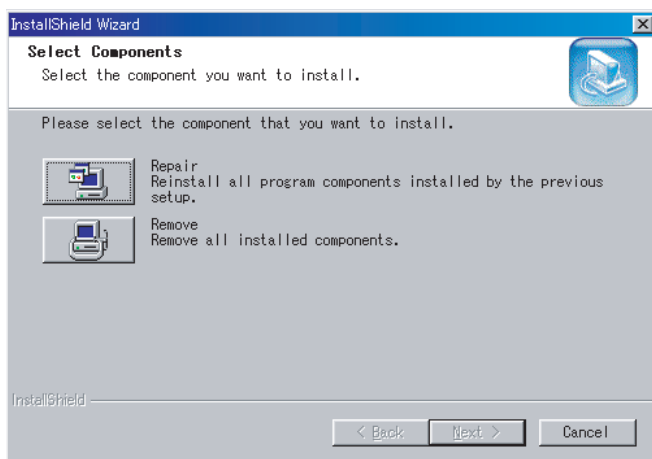 InstallShield Wizard
Select Components
Select the component you want to install.
Please select the component that you want to install.
Repair
Reinstall all program components installed by the previous
setup.
Remove
Remove all installed components.
InstallShield
< Back
Next >
Cancel